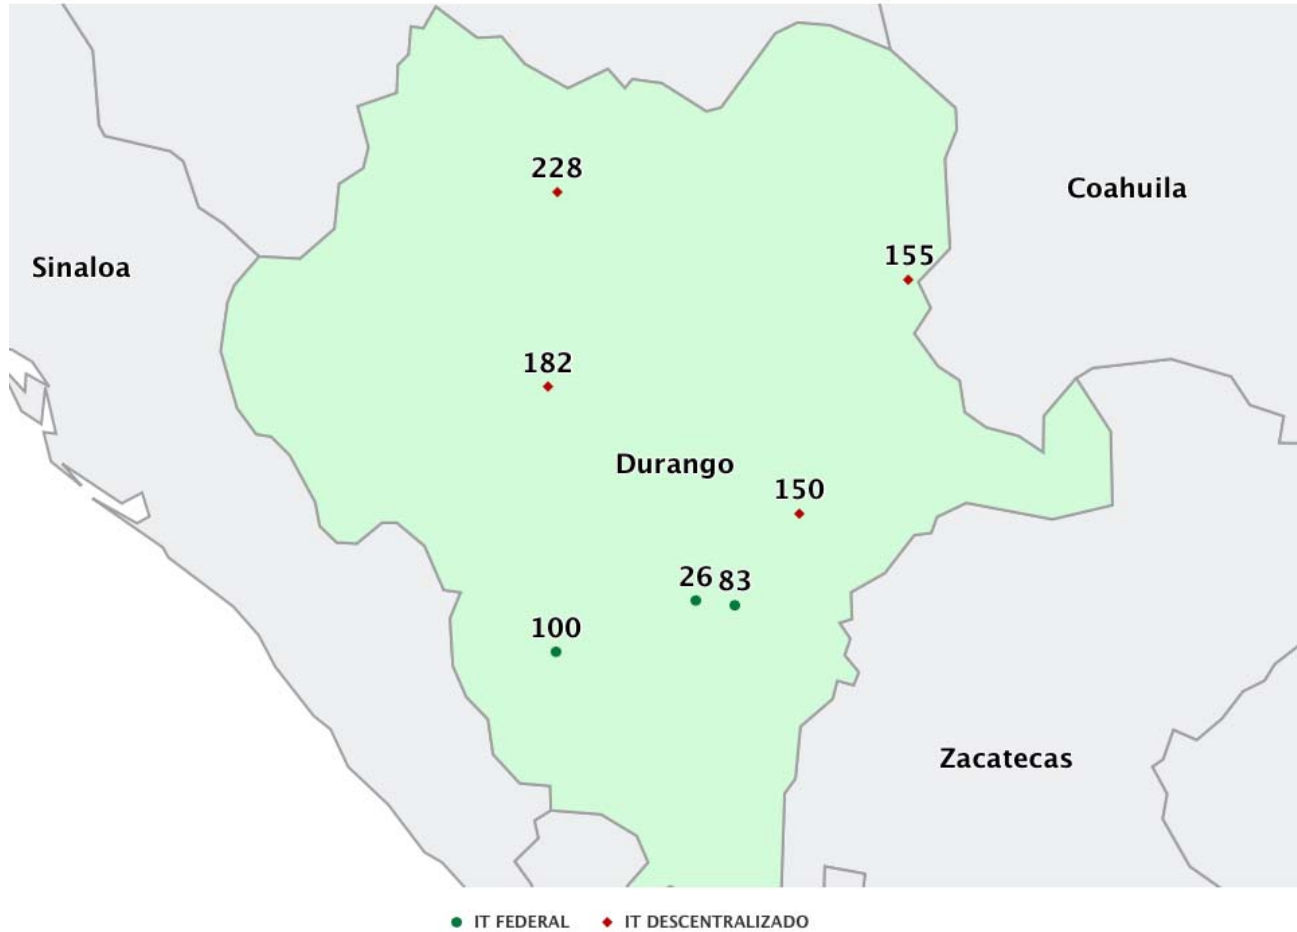 228
Coahuila
155
Sinaloa
182
Durango
150
26 83
100
Zacatecas
IT FEDERAL IT DESCENTRALIZADO